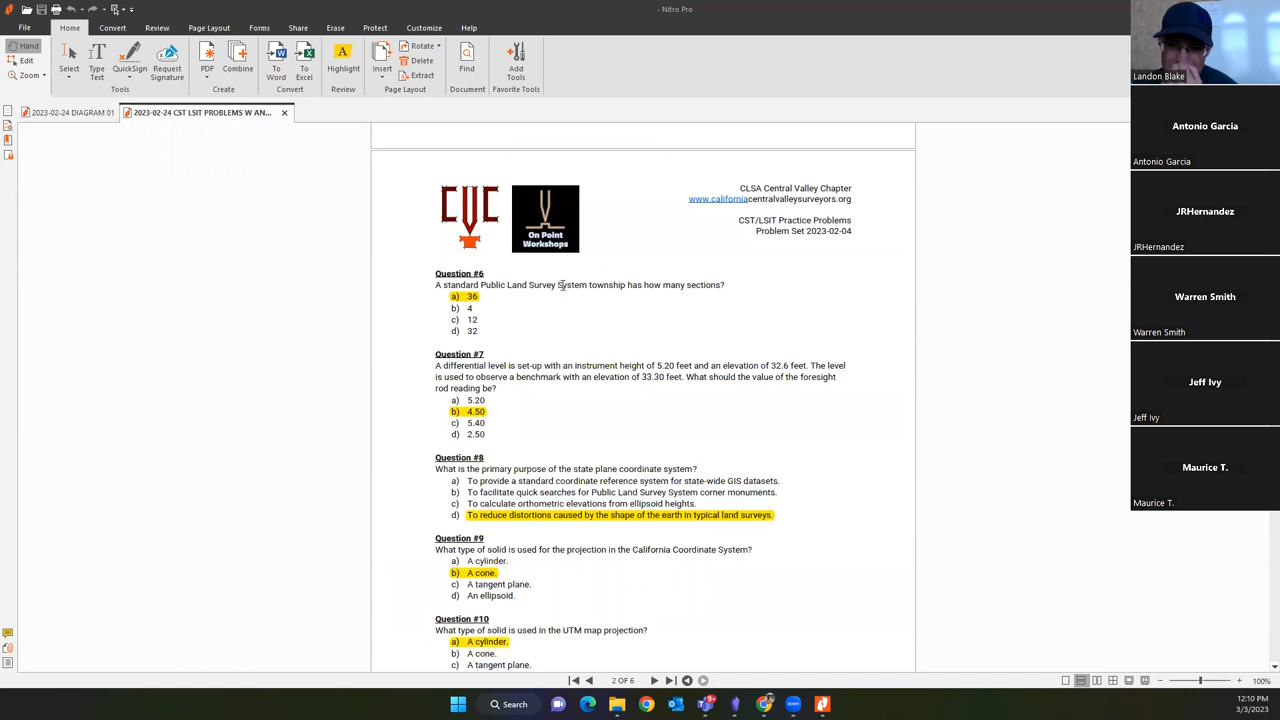 - Nitro Pro
File Home Convert Review Page Layout Forms Share Erase Protect Customize Help
Hand
Edit
Zoom
Select
Type Text
QuickSign
Request Signature
Tools
PDF
Combine
Create
To Word
To Excel
Convert
Highlight
Review
Insert
Rotate
Delete
Extract
Page Layout
Find
Document
Add Tools
Favorite Tools
2023-02-24 DIAGRAM 01
2023-02-24 CST LSIT PROBLEMS W AN...
CVC
On Point
Workshops
CLSA Central Valley Chapter
www.californiacentralvalleysurveyors.org
CST/LSIT Practice Problems
Problem Set 2023-02-04
Question #6
A standard Public Land Survey System township has how many sections?
a) 36
b) 4
c) 12
d) 32
Question #7
A differential level is set-up with an instrument height of 5.20 feet and an elevation of 32.6 feet. The level
is used to observe a benchmark with an elevation of 33.30 feet. What should the value of the foresight
rod reading be?
a) 5.20
b) 4.50
c) 5.40
d) 2.50
Question #8
What is the primary purpose of the state plane coordinate system?
a) To provide a standard coordinate reference system for state-wide GIS datasets.
b) To facilitate quick searches for Public Land Survey System corner monuments.
c) To calculate orthometric elevations from ellipsoid heights.
d) To reduce distortions caused by the shape of the earth in typical land surveys.
Question #9
What type of solid is used for the projection in the California Coordinate System?
a) A cylinder.
b) A cone.
c) A tangent plane.
d) An ellipsoid.
Question #10
What type of solid is used in the UTM map projection?
a) A cylinder.
b) A cone.
c) A tangent plane.
Landon Blake
Antonio Garcia
Antonio Garcia
JRHernandez
JRHernandez
Warren Smith
Warren Smith
Jeff Ivy
Jeff Ivy
Maurice T.
Maurice T.
2 OF 6
100%
Search
12:10 PM
3/3/2023